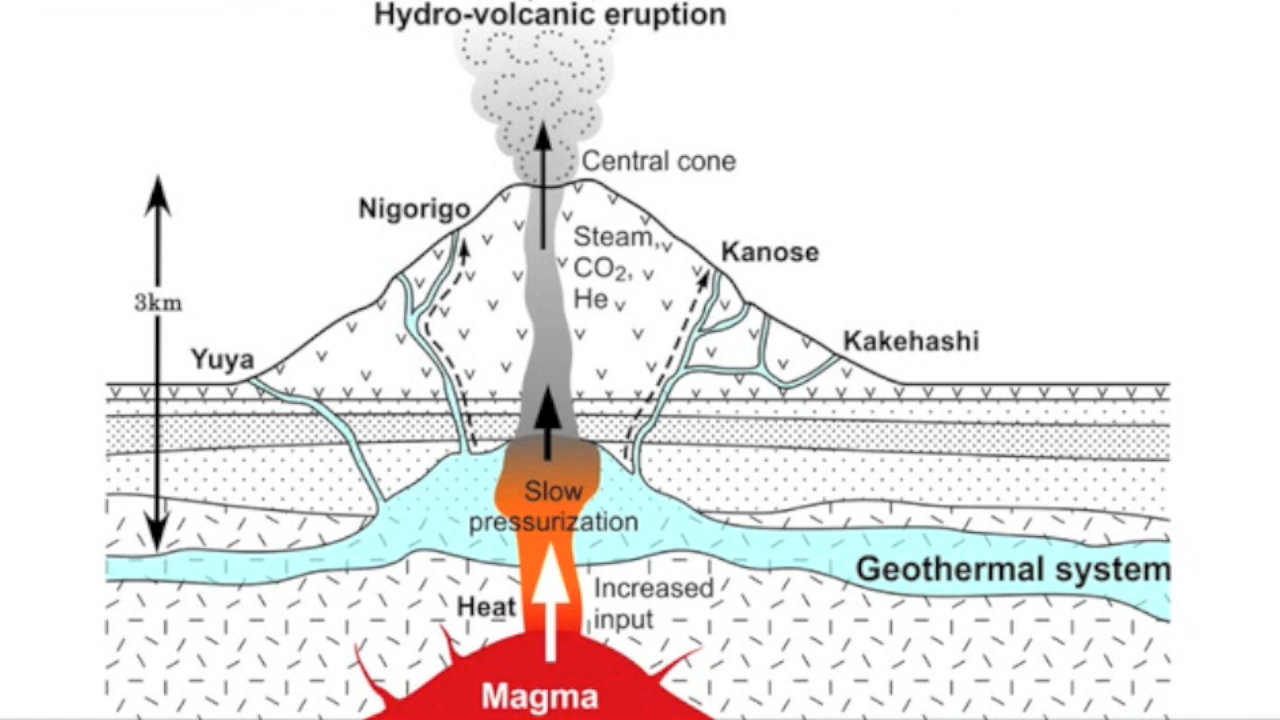 Hydro-volcanic eruption
Central cone
Nigorigo
Steam,
CO₂,
He
Kanose
3km
Yuya
Kakehashi
Slow
pressurization
Geothermal system
Heat
Increased
input
Magma